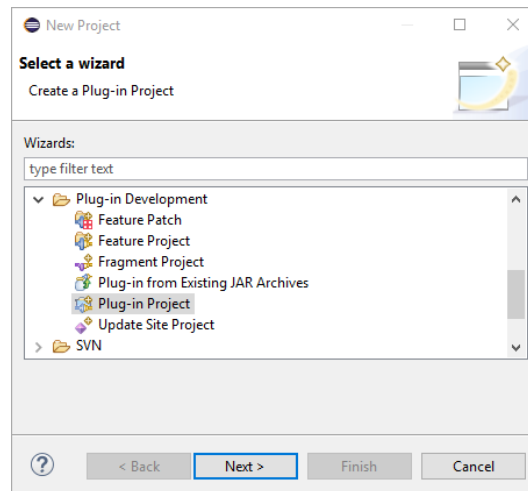 New Project
Select a wizard
Create a Plug-in Project
Wizards:
type filter text
Plug-in Development
Feature Patch
Feature Project
Fragment Project
Plug-in from Existing JAR Archives
Plug-in Project
Update Site Project
SVN
? < Back Next > Finish Cancel